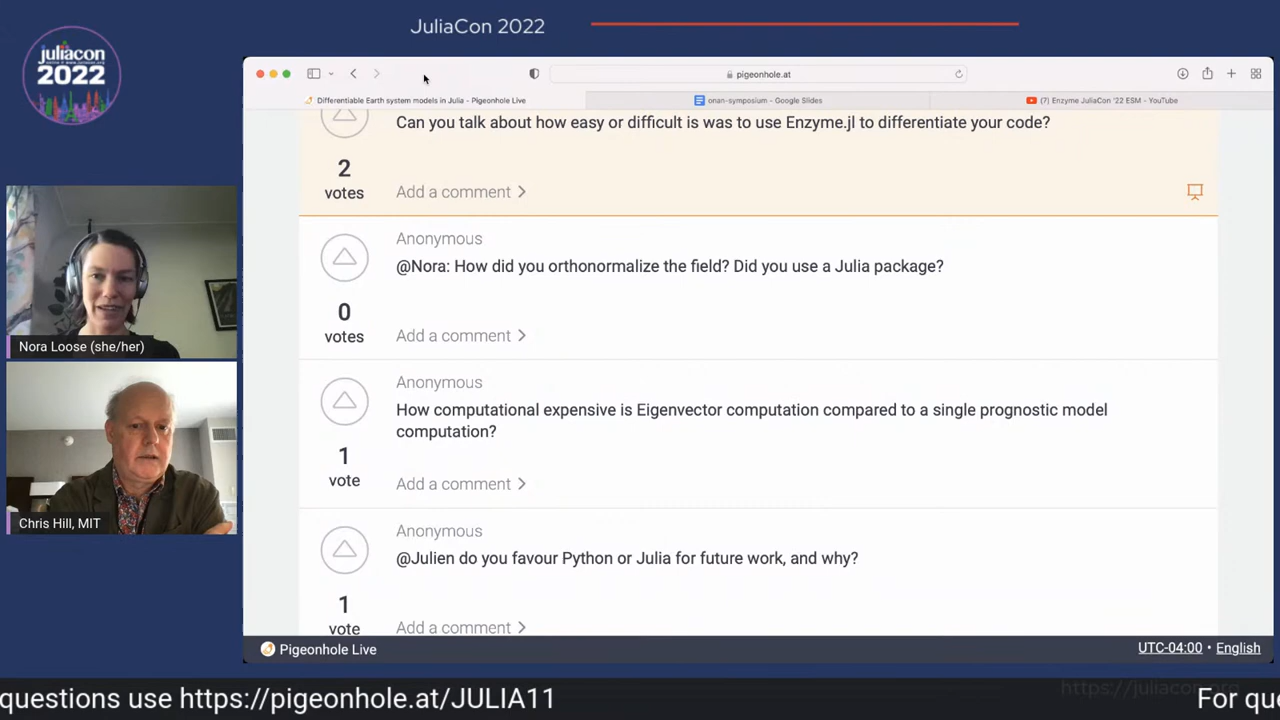 JuliaCon 2022
juliacon
2022
pigeonhole.at
Differentiable Earth system models in Julia - Pigeonhole Live
onan-symposium - Google Slides
(7) Enzyme JuliaCon '22 ESM - YouTube
Can you talk about how easy or difficult is was to use Enzyme.jl to differentiate your code?
2
votes
Add a comment >
Anonymous
@Nora: How did you orthonormalize the field? Did you use a Julia package?
0
votes
Add a comment >
Anonymous
How computational expensive is Eigenvector computation compared to a single prognostic model
computation?
1
vote
Add a comment >
Anonymous
@Julien do you favour Python or Julia for future work, and why?
1
vote
Add a comment >
Nora Loose (she/her)
Chris Hill, MIT
Pigeonhole Live
UTC-04:00 • English
questions use https://pigeonhole.at/JULIA11
For que
https://juliacon.org